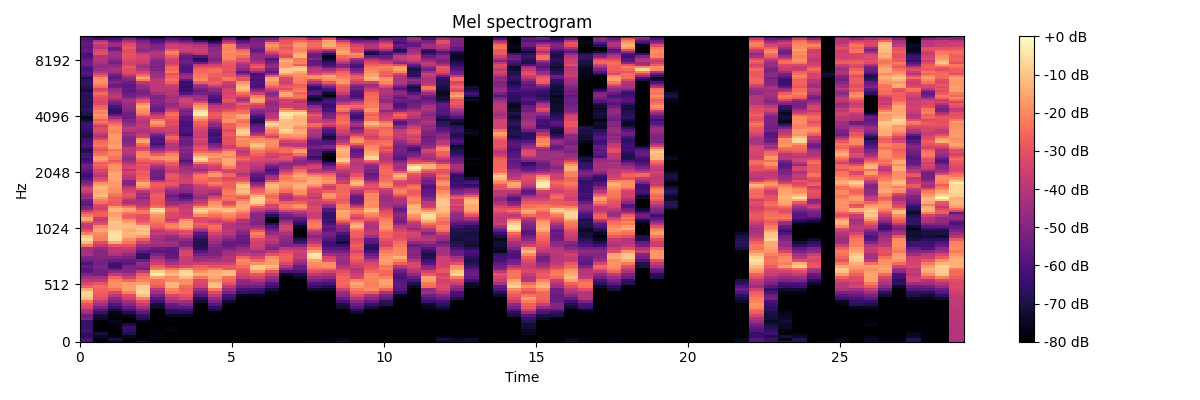 Mel spectrogram
8192
4096
2048
1024
512
0
Hz
0 5 10 15 20 25
Time
+0 dB
-10 dB
-20 dB
-30 dB
-40 dB
-50 dB
-60 dB
-70 dB
-80 dB